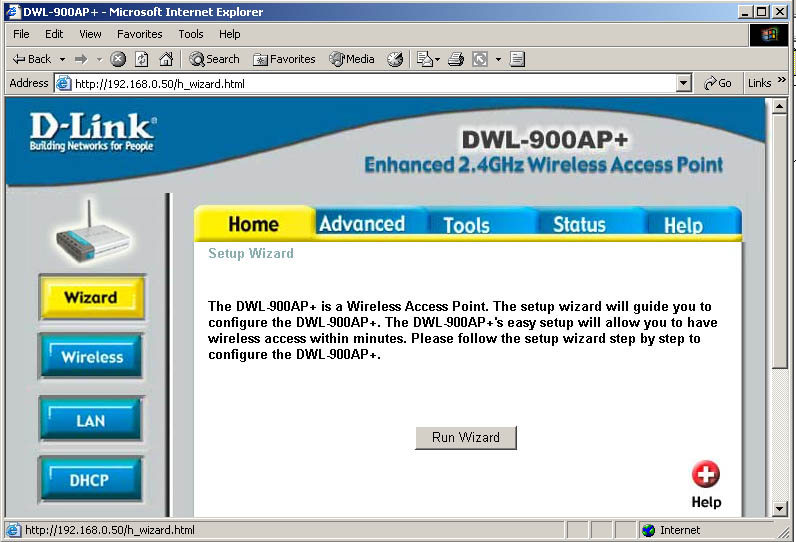 DWL-900AP+ - Microsoft Internet Explorer
File Edit View Favorites Tools Help
Back Search Favorites Media
Address http://192.168.0.50/h_wizard.html Go Links »
D-Link®
Building Networks for People
DWL-900AP+
Enhanced 2.4GHz Wireless Access Point
Home Advanced Tools Status Help
Wizard
Wireless
LAN
DHCP
Setup Wizard
The DWL-900AP+ is a Wireless Access Point. The setup wizard will guide you to
configure the DWL-900AP+. The DWL-900AP+'s easy setup will allow you to have
wireless access within minutes. Please follow the setup wizard step by step to
configure the DWL-900AP+.
Run Wizard
Help
http://192.168.0.50/h_wizard.html Internet